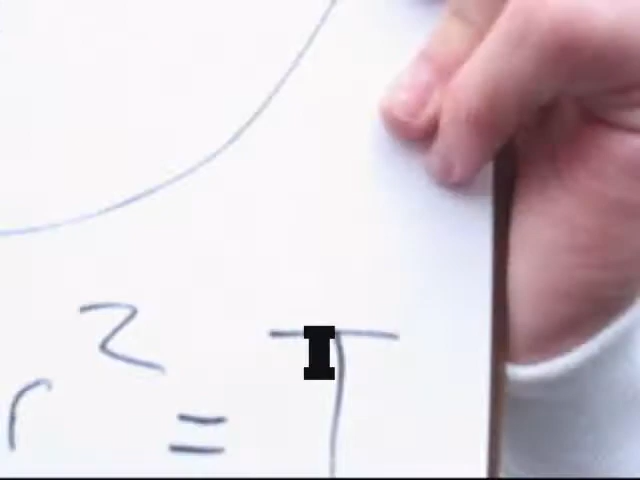 r² = T